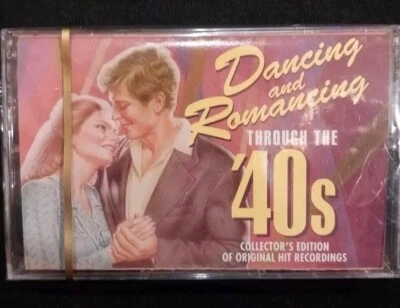 Dancing
and
Romancing
THROUGH THE
'40s
COLLECTOR'S EDITION
OF ORIGINAL HIT RECORDINGS